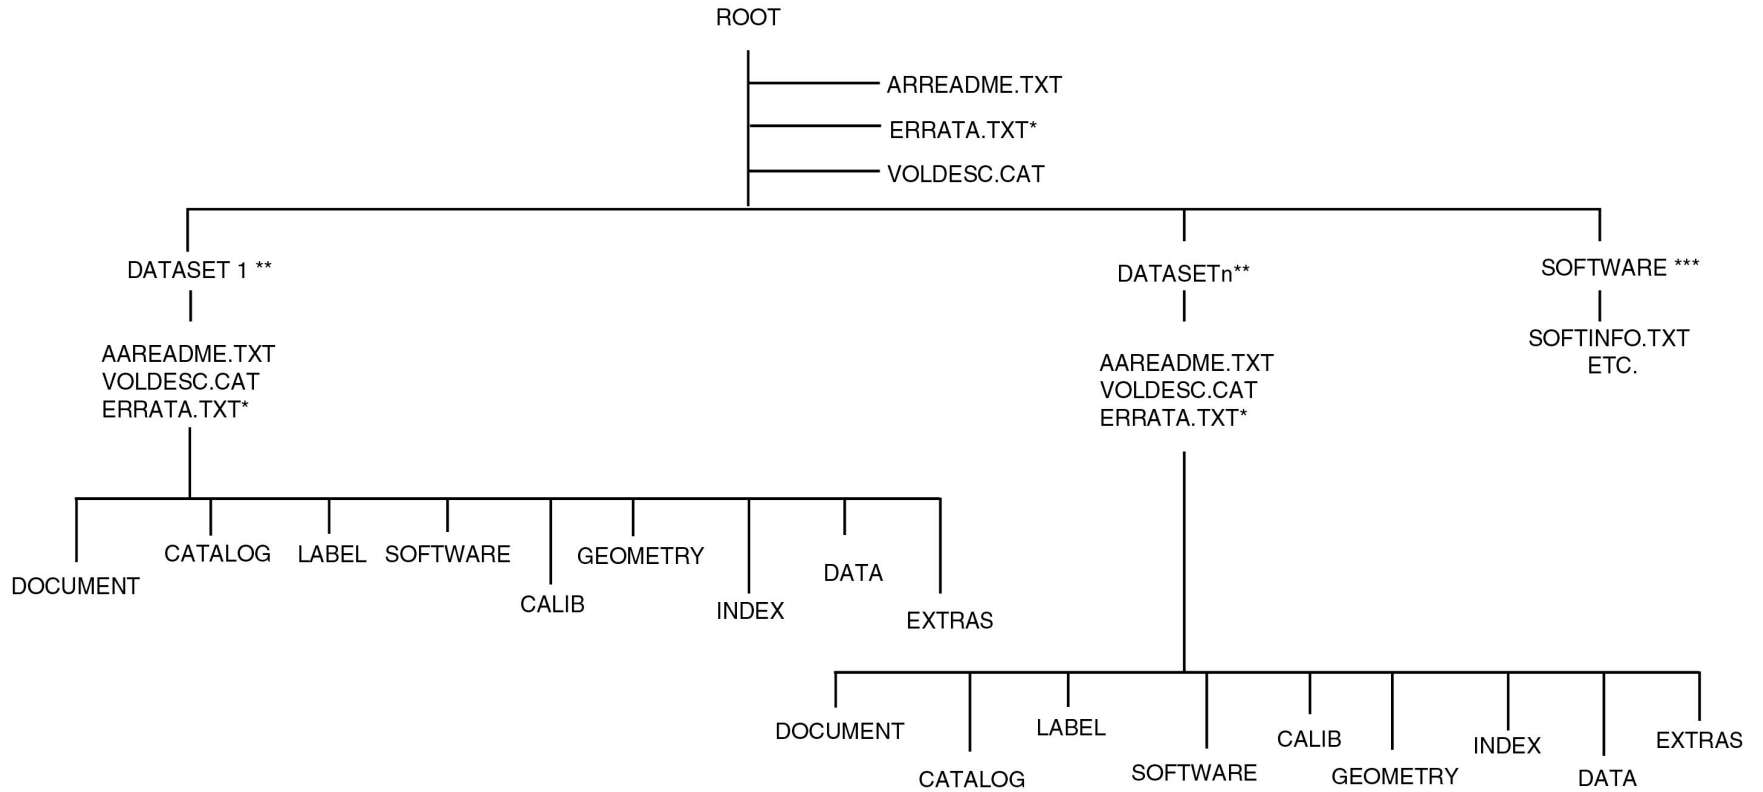 ROOT
ARREADME.TXT
ERRATA.TXT*
VOLDESC.CAT
DATASET 1 **
DATASETn**
SOFTWARE ***
AAREADME.TXT
VOLDESC.CAT
ERRATA.TXT*
AAREADME.TXT
VOLDESC.CAT
ERRATA.TXT*
SOFTINFO.TXT
ETC.
DOCUMENT
CATALOG
LABEL
SOFTWARE
CALIB
GEOMETRY
INDEX
DATA
EXTRAS
DOCUMENT
CATALOG
LABEL
SOFTWARE
CALIB
GEOMETRY
INDEX
DATA
EXTRAS